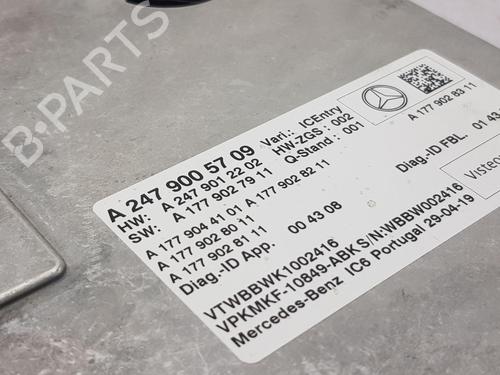 B-PARTS
A 247 900 57 09 Vari.: ICEntry
HW: A 247 901 22 02 HW-ZGS : 002
SW: A 177 902 79 11 Q-Stand : 001
A 177 904 41 01 A 177 902 82 11
A 177 902 80 11
A 177 902 81 11
Diag.-ID App. 00 43 08
A 177 902 83 11
Diag.-ID FBL. 01 43
VTWBBWK1002416
VPKMKF-10849-ABK S/N:WBBW002416
Mercedes-Benz IC6 Portugal 29-04-19
Visteo